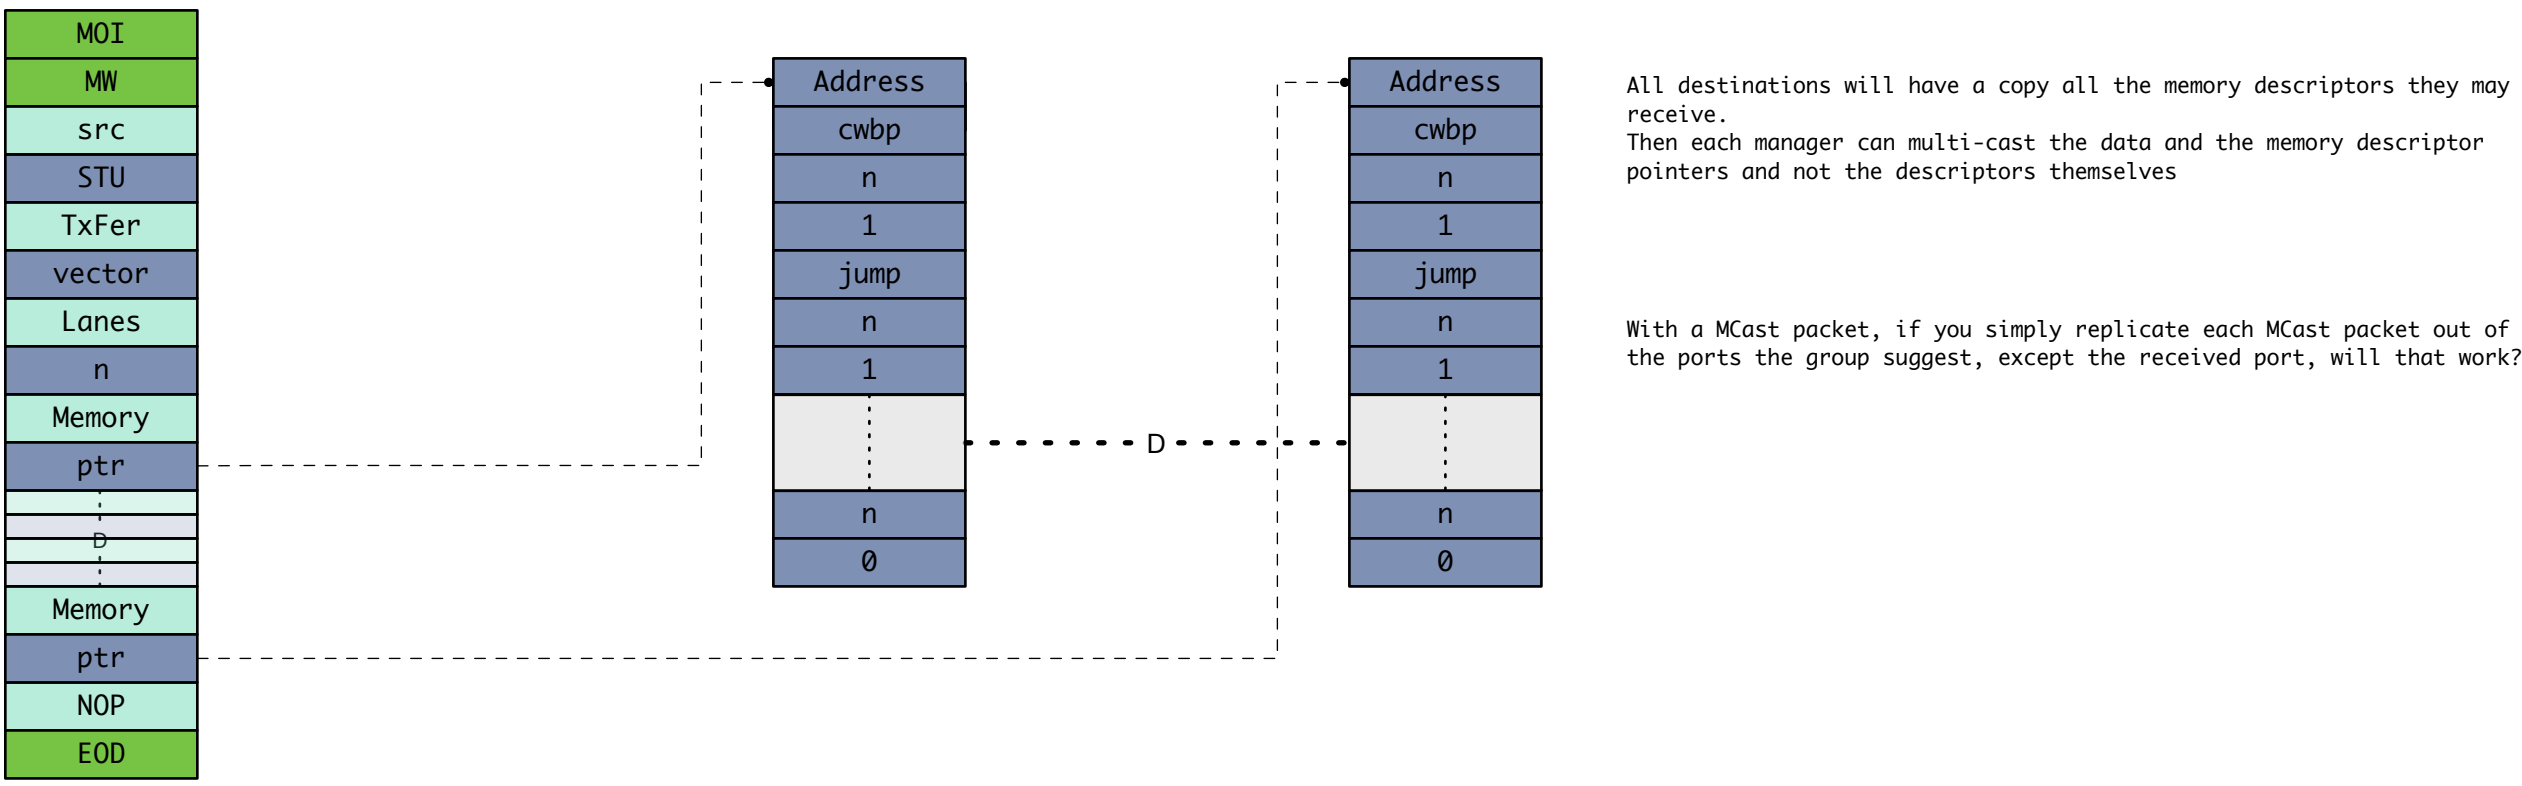 MOI
MW
src
STU
TxFer
vector
Lanes
n
Memory
ptr
D
Memory
ptr
NOP
EOD
Address
cwbp
n
1
jump
n
1
n
0
D
Address
cwbp
n
1
jump
n
1
n
0
All destinations will have a copy all the memory descriptors they may
receive.
Then each manager can multi-cast the data and the memory descriptor
pointers and not the descriptors themselves
With a MCast packet, if you simply replicate each MCast packet out of
the ports the group suggest, except the received port, will that work?